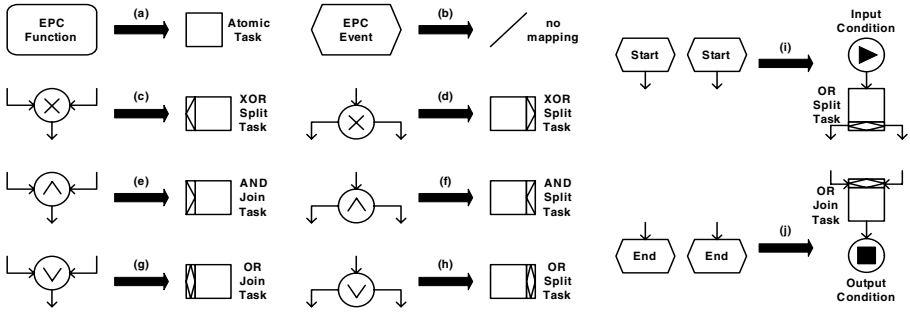 EPC
Function
(a)
Atomic
Task
EPC
Event
(b)
no
mapping
Start
Start
(i)
Input
Condition
OR
Split
Task
(c)
XOR
Split
Task
(d)
XOR
Split
Task
(e)
AND
Join
Task
(f)
AND
Split
Task
OR
Join
Task
End
End
(j)
Output
Condition
(g)
OR
Join
Task
(h)
OR
Split
Task